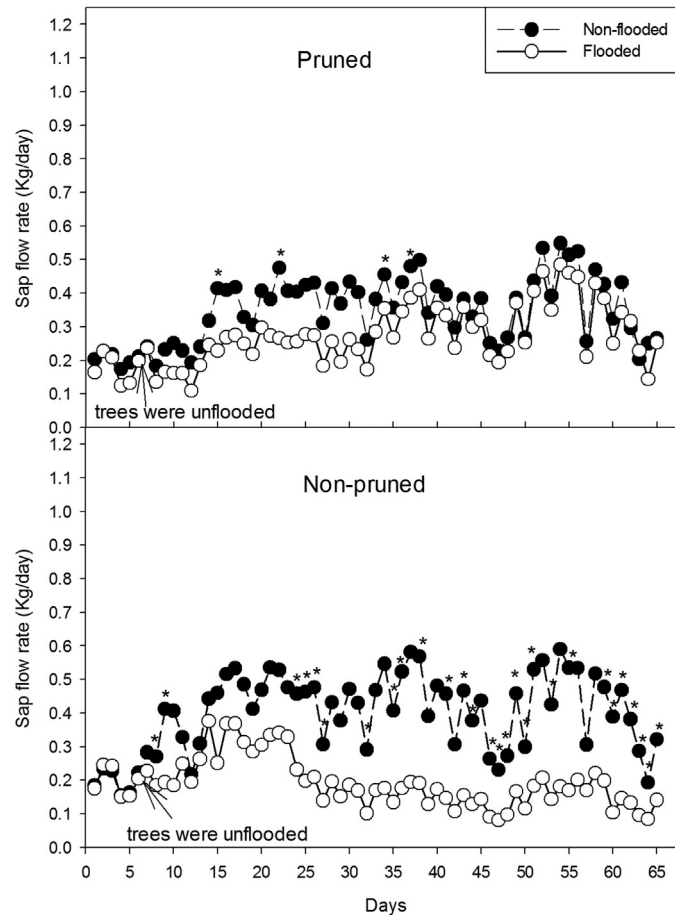 1.2
1.1
1.0
0.9
0.8
0.7
0.6
0.5
0.4
0.3
0.2
0.1
0.0
Sap flow rate (Kg/day)
Pruned
Non-flooded
Flooded
* * * *
trees were unflooded
1.2
1.1
1.0
0.9
0.8
0.7
0.6
0.5
0.4
0.3
0.2
0.1
0.0
Sap flow rate (Kg/day)
Non-pruned
trees were unflooded
0 5 10 15 20 25 30 35 40 45 50 55 60 65
Days